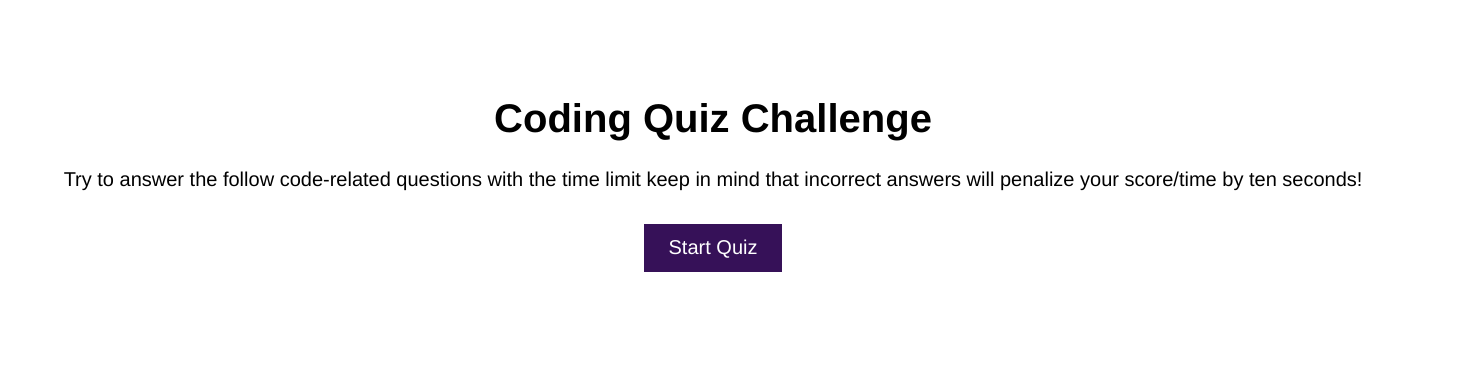 Coding Quiz Challenge
Try to answer the follow code-related questions with the time limit keep in mind that incorrect answers will penalize your score/time by ten seconds!
Start Quiz